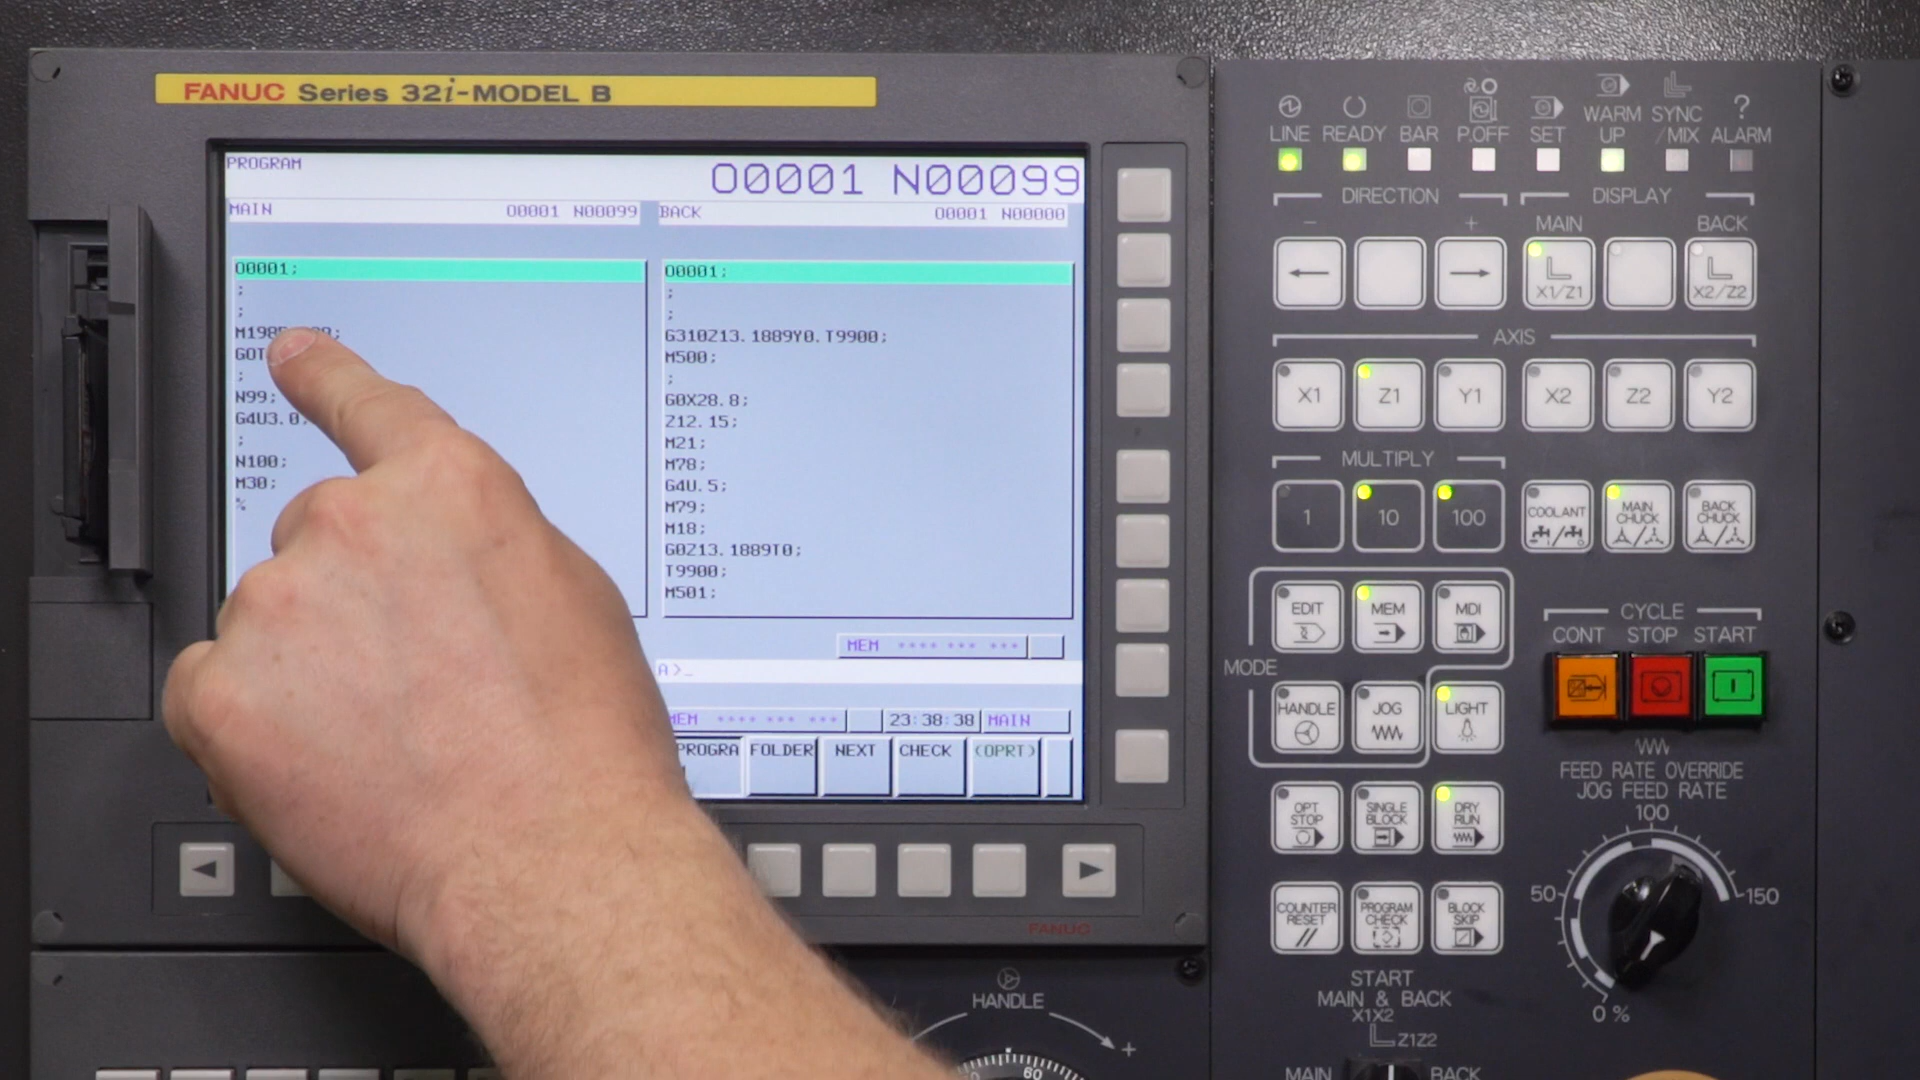 FANUC Series 32i-MODEL B
PROGRAM
O0001 N00099
MAIN O0001 N00099
BACK O0001 N00000
O0001;
;
;
N99;
G4U3.0
;
N100;
M30;
%
O0001;
;
;
G310Z13.1889Y0.T9900;
M500;
;
G0X28.8;
Z12.15;
M21;
M78;
G4U.5;
M79;
M18;
G0Z13.1889T0;
T9900;
M501;
MEM **** *** ***
A>_
MEM **** *** *** 23:38:38 MAIN
PROGRA FOLDER NEXT CHECK (OPRT)
FANUC
HANDLE
+
60
LINE READY BAR P.OFF SET WARM UP SYNC /MIX ? ALARM
DIRECTION DISPLAY
- + MAIN BACK
X1/Z1 X2/Z2
AXIS
X1 Z1 Y1 X2 Z2 Y2
MULTIPLY
1 10 100 COOLANT MAIN CHUCK BACK CHUCK
EDIT MEM MDI
MODE
HANDLE JOG LIGHT
CYCLE
CONT STOP START
OPT STOP SINGLE BLOCK DRY RUN
COUNTER RESET PROGRAM CHECK BLOCK SKIP
FEED RATE OVERRIDE
JOG FEED RATE
100
50 150
0 %
START
MAIN & BACK
X1X2
Z1Z2
MAIN BACK